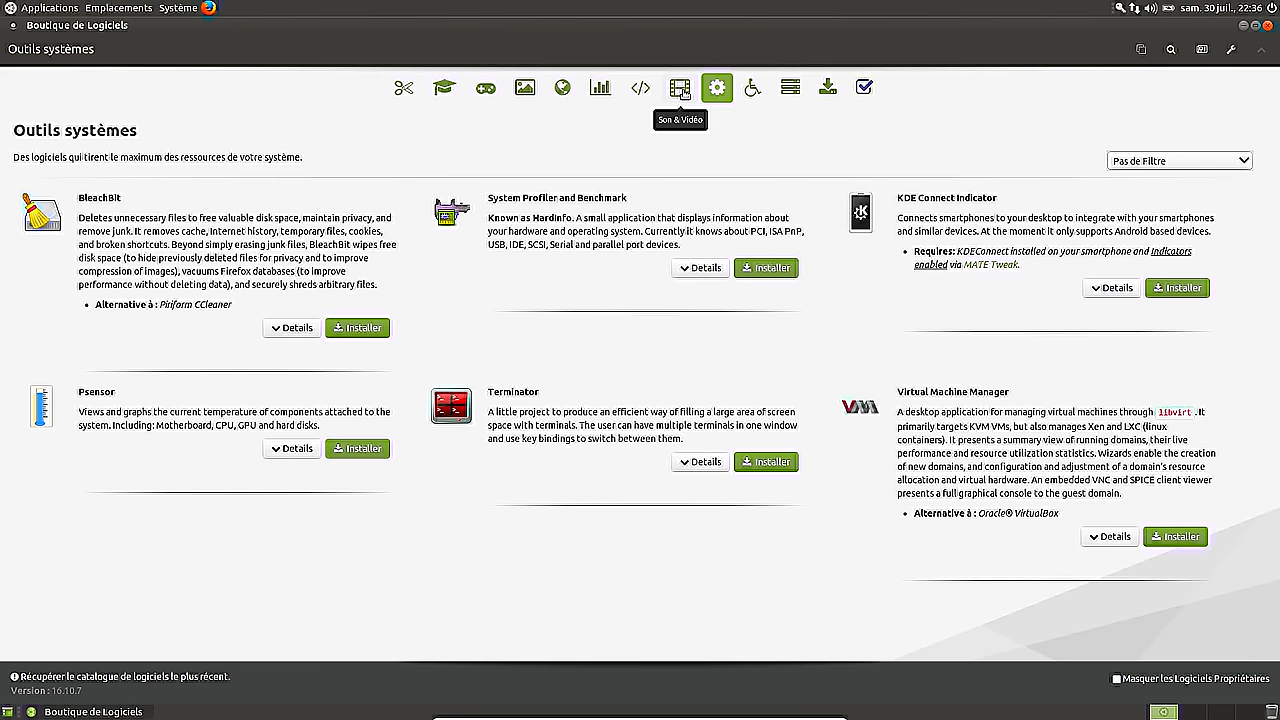 Applications Emplacements Système
sam. 30 juil., 22:36
Boutique de Logiciels
Outils systèmes
Son & Vidéo
Outils systèmes
Des logiciels qui tirent le maximum des ressources de votre système.
Pas de Filtre
BleachBit
Deletes unnecessary files to free valuable disk space, maintain privacy, and
remove junk. It removes cache, Internet history, temporary files, cookies,
and broken shortcuts. Beyond simply erasing junk files, BleachBit wipes free
disk space (to hide previously deleted files for privacy and to improve
compression of images), vacuums Firefox databases (to improve
performance without deleting data), and securely shreds arbitrary files.
• Alternative à : Piriform CCleaner
Details Installer
System Profiler and Benchmark
Known as HardInfo. A small application that displays information about
your hardware and operating system. Currently it knows about PCI, ISA PnP,
USB, IDE, SCSI, Serial and parallel port devices.
Details Installer
KDE Connect Indicator
Connects smartphones to your desktop to integrate with your smartphones
and similar devices. At the moment it only supports Android based devices.
• Requires: KDEConnect installed on your smartphone and Indicators
enabled via MATE Tweak.
Details Installer
Psensor
Views and graphs the current temperature of components attached to the
system. Including: Motherboard, CPU, GPU and hard disks.
Details Installer
Terminator
A little project to produce an efficient way of filling a large area of screen
space with terminals. The user can have multiple terminals in one window
and use key bindings to switch between them.
Details Installer
Virtual Machine Manager
A desktop application for managing virtual machines through libvirt. It
primarily targets KVM VMs, but also manages Xen and LXC (linux
containers). It presents a summary view of running domains, their live
performance and resource utilization statistics. Wizards enable the creation
of new domains, and configuration and adjustment of a domain's resource
allocation and virtual hardware. An embedded VNC and SPICE client viewer
presents a full graphical console to the guest domain.
• Alternative à : Oracle® VirtualBox
Details Installer
Récupérer le catalogue de logiciels le plus récent.
Version : 16.10.7
Masquer les Logiciels Propriétaires
Boutique de Logiciels